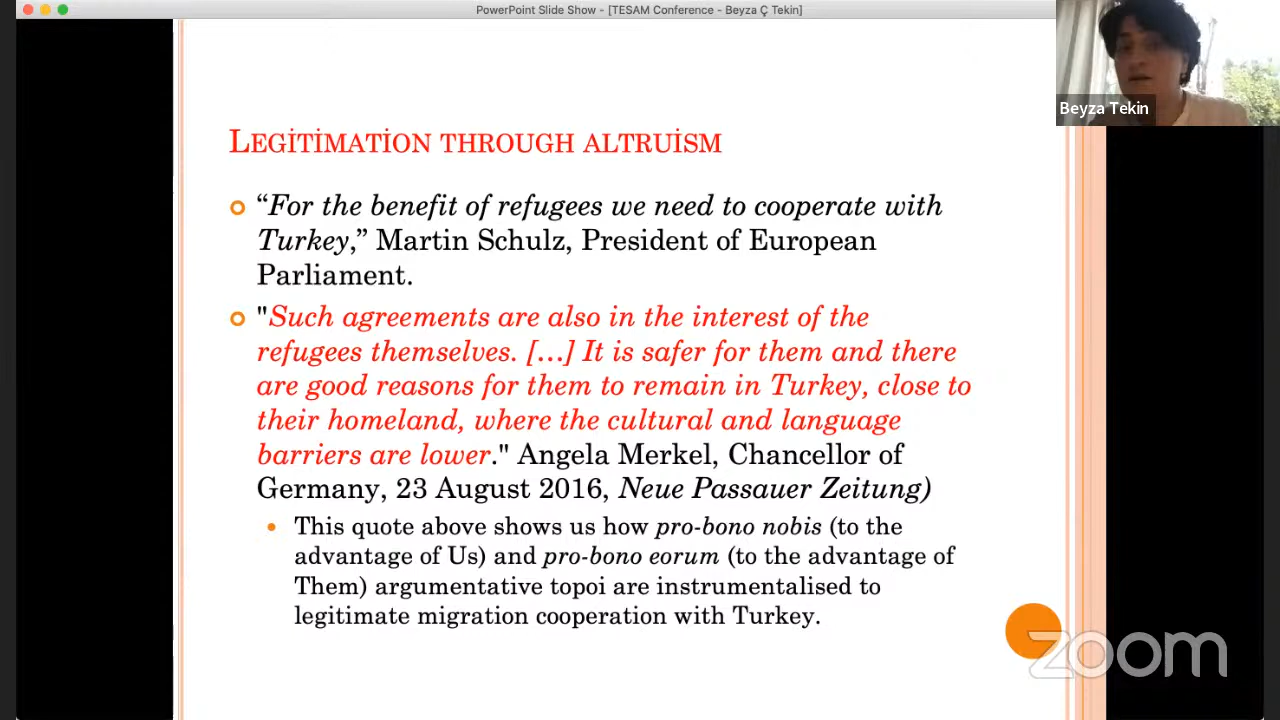 PowerPoint Slide Show - [TESAM Conference - Beyza Ç Tekin]
Beyza Tekin
LEGİTİMATİON THROUGH ALTRUİSM
“For the benefit of refugees we need to cooperate with
Turkey,” Martin Schulz, President of European
Parliament.
"Such agreements are also in the interest of the
refugees themselves. […] It is safer for them and there
are good reasons for them to remain in Turkey, close to
their homeland, where the cultural and language
barriers are lower." Angela Merkel, Chancellor of
Germany, 23 August 2016, Neue Passauer Zeitung)
This quote above shows us how pro-bono nobis (to the
advantage of Us) and pro-bono eorum (to the advantage of
Them) argumentative topoi are instrumentalised to
legitimate migration cooperation with Turkey.
zoom